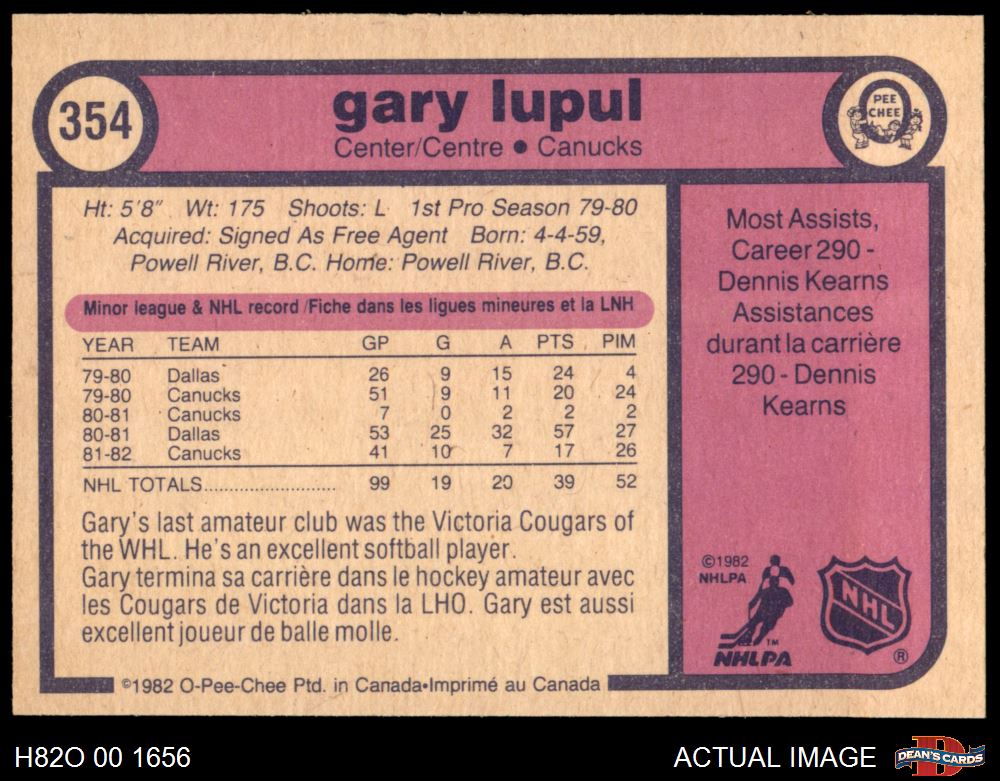 354
gary lupul
Center/Centre • Canucks
PEE
CHEE
Ht: 5'8" Wt: 175 Shoots: L 1st Pro Season 79-80
Acquired: Signed As Free Agent Born: 4-4-59,
Powell River, B.C. Home: Powell River, B.C.
Minor league & NHL record /Fiche dans les ligues mineures et la LNH
YEAR TEAM GP G A PTS PIM
79-80 Dallas 26 9 15 24 4
79-80 Canucks 51 9 11 20 24
80-81 Canucks 7 0 2 2 2
80-81 Dallas 53 25 32 57 27
81-82 Canucks 41 10 7 17 26
NHL TOTALS........................... 99 19 20 39 52
Gary's last amateur club was the Victoria Cougars of
the WHL. He's an excellent softball player.
Gary termina sa carrière dans le hockey amateur avec
les Cougars de Victoria dans la LHO. Gary est aussi
excellent joueur de balle molle.
©1982 O-Pee-Chee Ptd. in Canada•Imprimé au Canada
Most Assists,
Career 290 -
Dennis Kearns
Assistances
durant la carrière
290 - Dennis
Kearns
©1982
NHLPA
TM
NHLPA
NHL
®
H82O 00 1656
ACTUAL IMAGE
D
DEAN'S CARDS